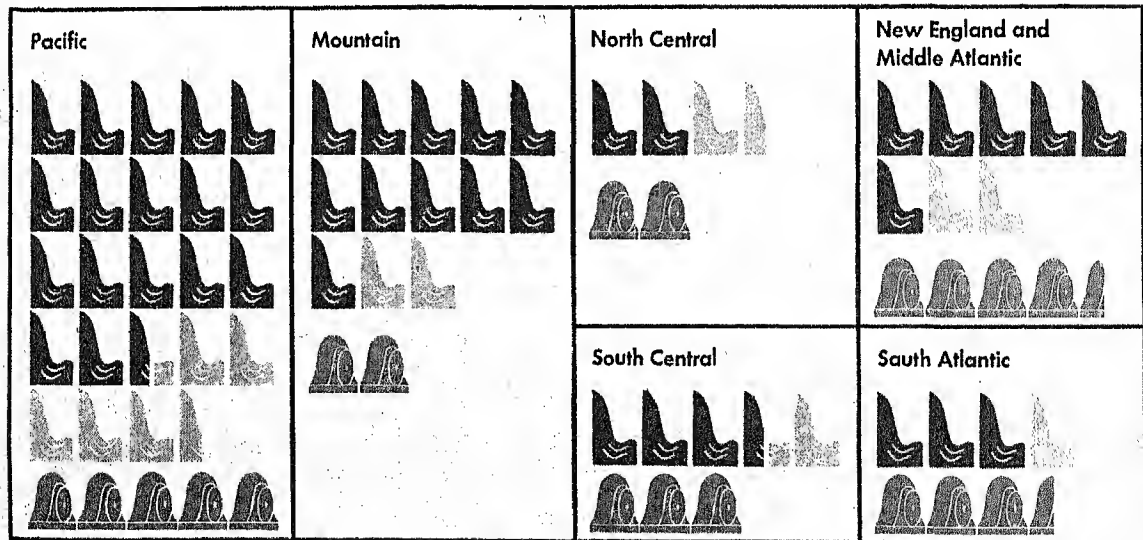 Pacific
Mountain
North Central
New England and
Middle Atlantic
South Central
Sauth Atlantic